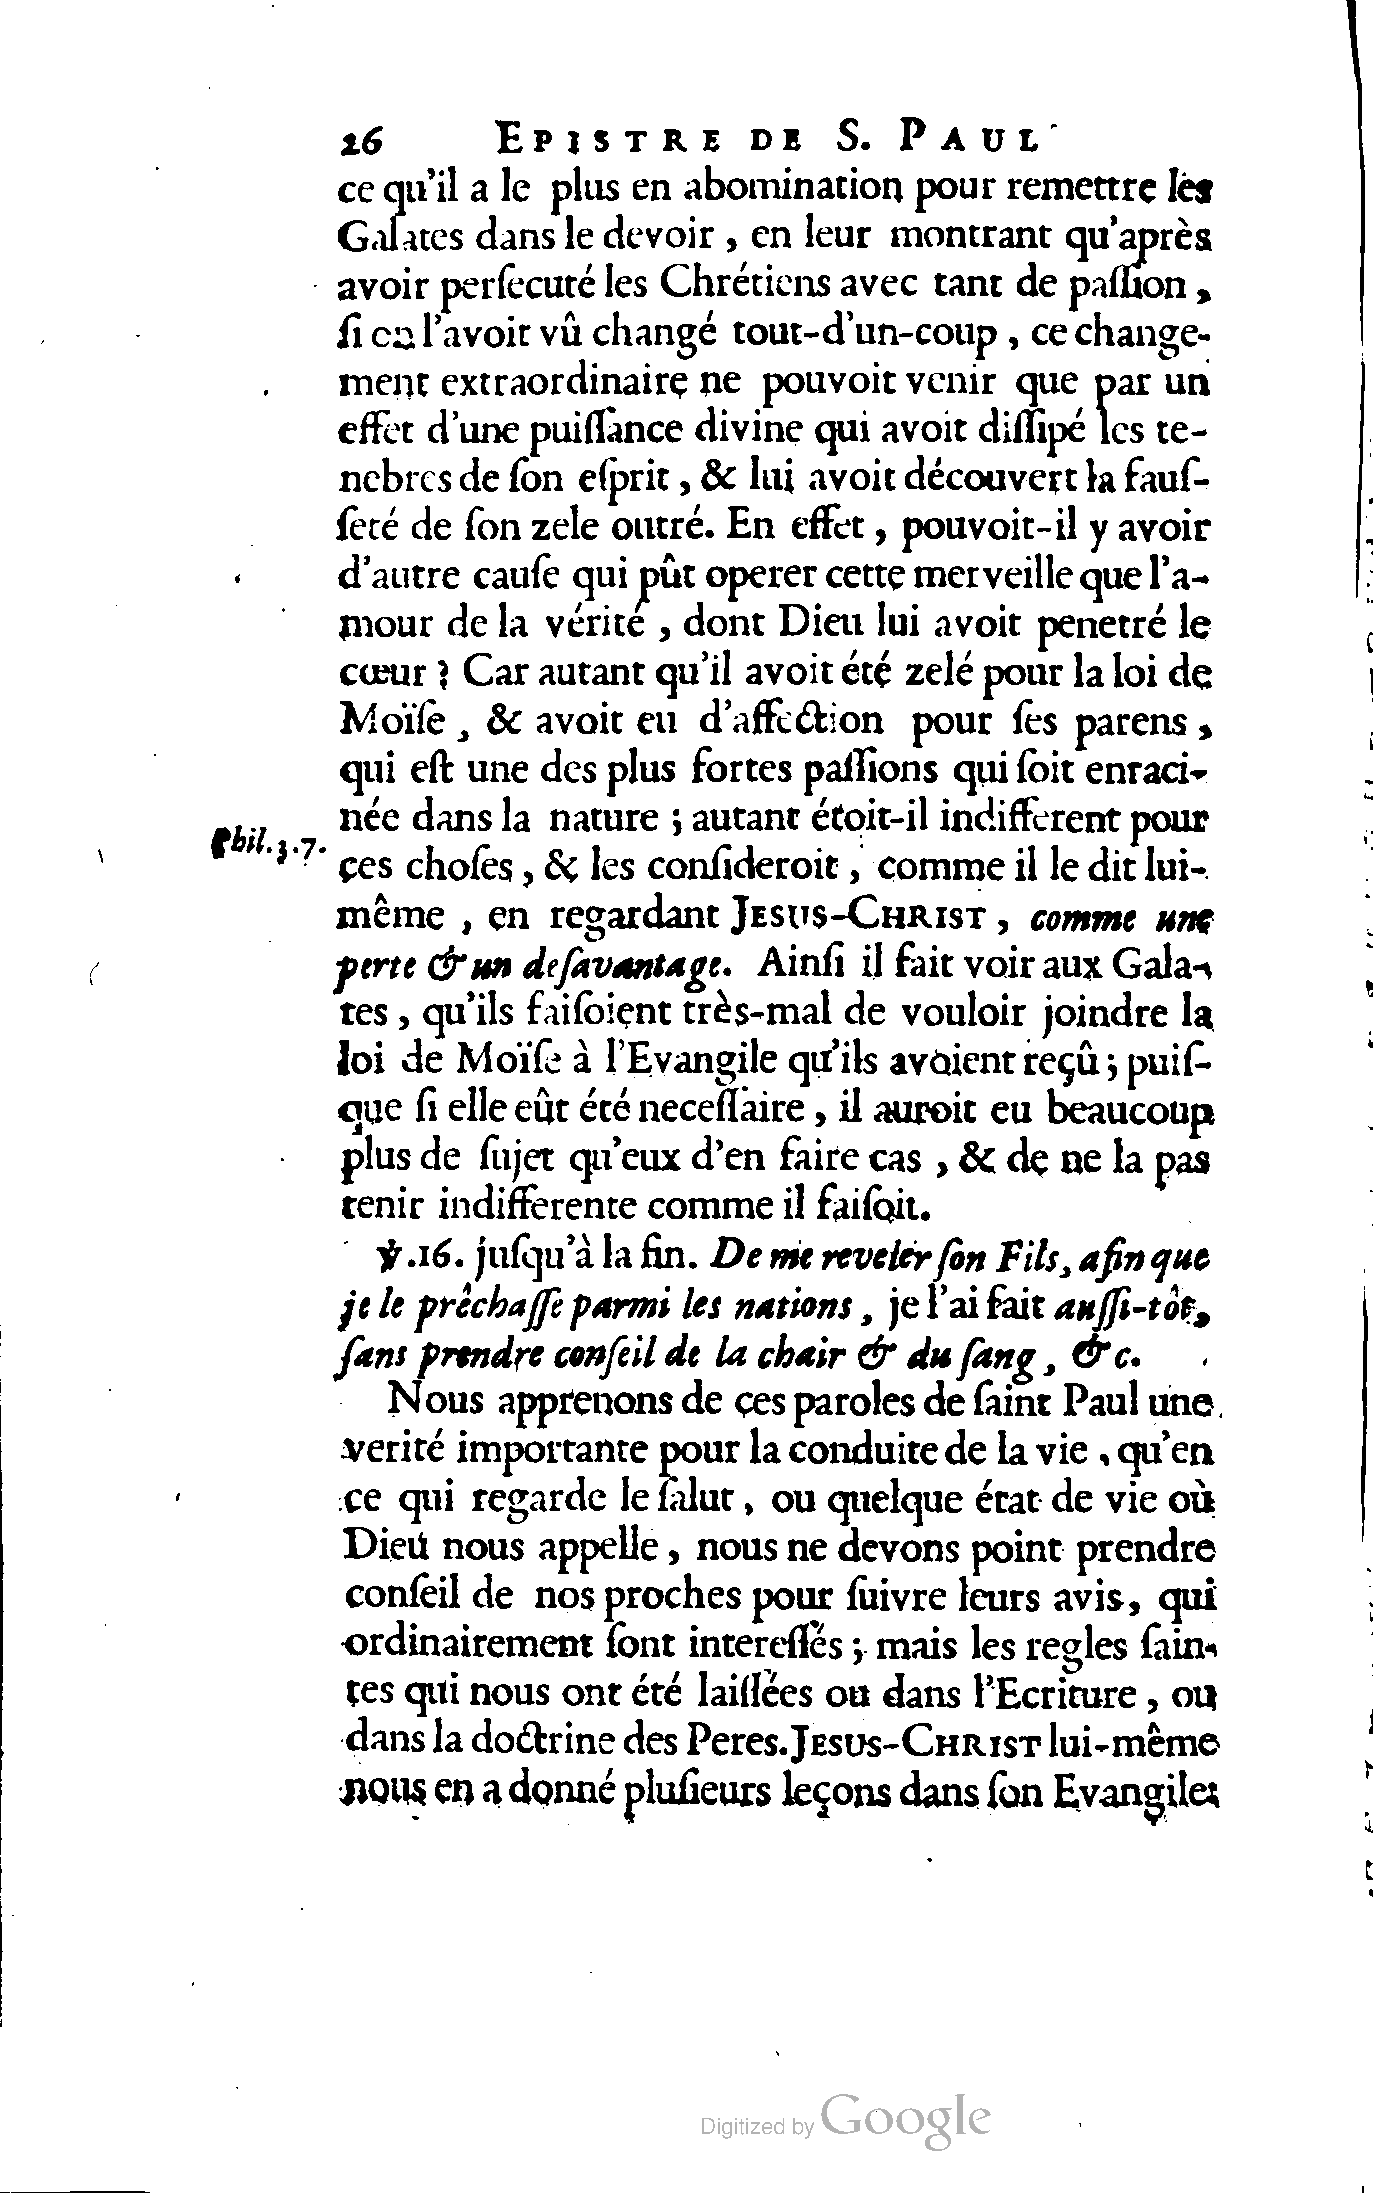 26 EPISTRE DE S. PAUL
ce qu'il a le plus en abomination pour remettre les
Galates dans le devoir, en leur montrant qu'après
avoir perſecuté les Chrétiens avec tant de paſſion,
ſi on l'avoit vû changé tout-d'un-coup, ce change-
ment extraordinaire ne pouvoit venir que par un
effet d'une puiſſance divine qui avoit diſſipé les te-
nebres de ſon eſprit, & lui avoit découvert la fauſ-
ſeté de ſon zele outré. En effet, pouvoit-il y avoir
d'autre cauſe qui pût operer cette merveille que l'a-
mour de la vérité, dont Dieu lui avoit penetré le
cœur? Car autant qu'il avoit été zelé pour la loi de
Moïſe, & avoit eu d'affection pour ſes parens,
qui eſt une des plus fortes paſſions qui ſoit enraci-
née dans la nature; autant étoit-il indifferent pour
Phil.3.7.
ces choſes, & les conſideroit, comme il le dit lui-
même, en regardant JESUS-CHRIST, comme une
perte & un deſavantage. Ainſi il fait voir aux Gala-
tes, qu'ils faiſoient très-mal de vouloir joindre la
loi de Moïſe à l'Evangile qu'ils avoient reçû; puiſ-
que ſi elle eût été neceſſaire, il auroit eu beaucoup
plus de ſujet qu'eux d'en faire cas, & de ne la pas
tenir indifferente comme il faiſoit.
℣.16. juſqu'à la fin. De me reveler ſon Fils, afin que
je le prêchaſſe parmi les nations, je l'ai fait auſſi-tôt,
ſans prendre conſeil de la chair & du ſang, &c.
Nous apprenons de ces paroles de ſaint Paul une
verité importante pour la conduite de la vie, qu'en
ce qui regarde le ſalut, ou quelque état de vie où
Dieu nous appelle, nous ne devons point prendre
conſeil de nos proches pour ſuivre leurs avis, qui
ordinairement ſont intereſſés; mais les regles ſain-
tes qui nous ont été laiſſées ou dans l'Ecriture, ou
dans la doctrine des Peres. JESUS-CHRIST lui-même
nous en a donné pluſieurs leçons dans ſon Evangile;
Digitized by Google